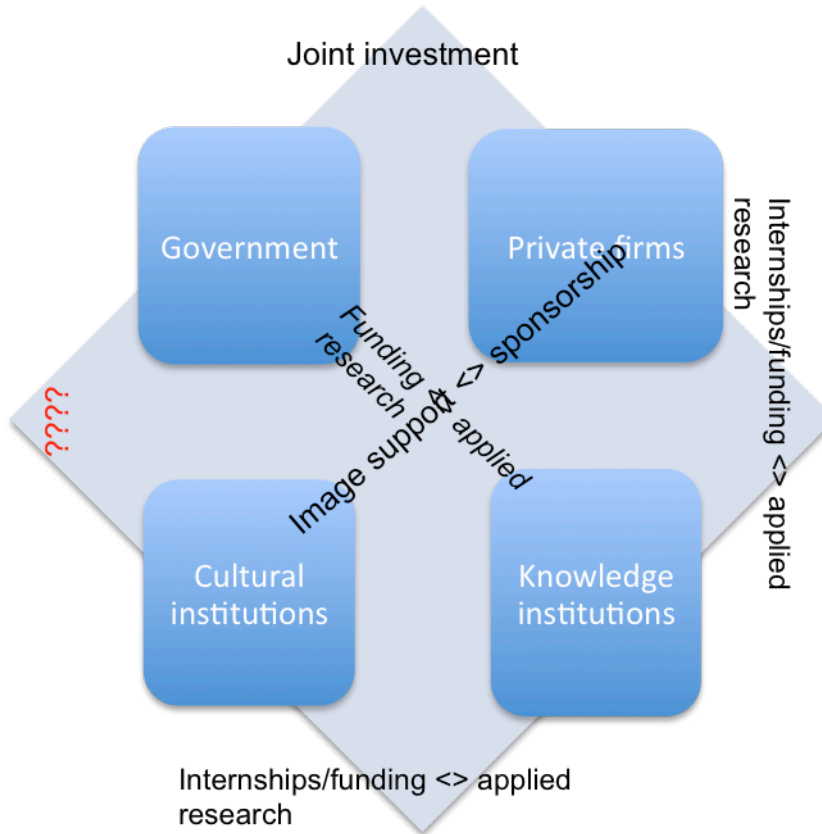 Joint investment
Government
Private firms
Internships/funding <> applied
research
Funding <> applied
research
Image support <> sponsorship
????
Cultural
institutions
Knowledge
institutions
Internships/funding <> applied
research